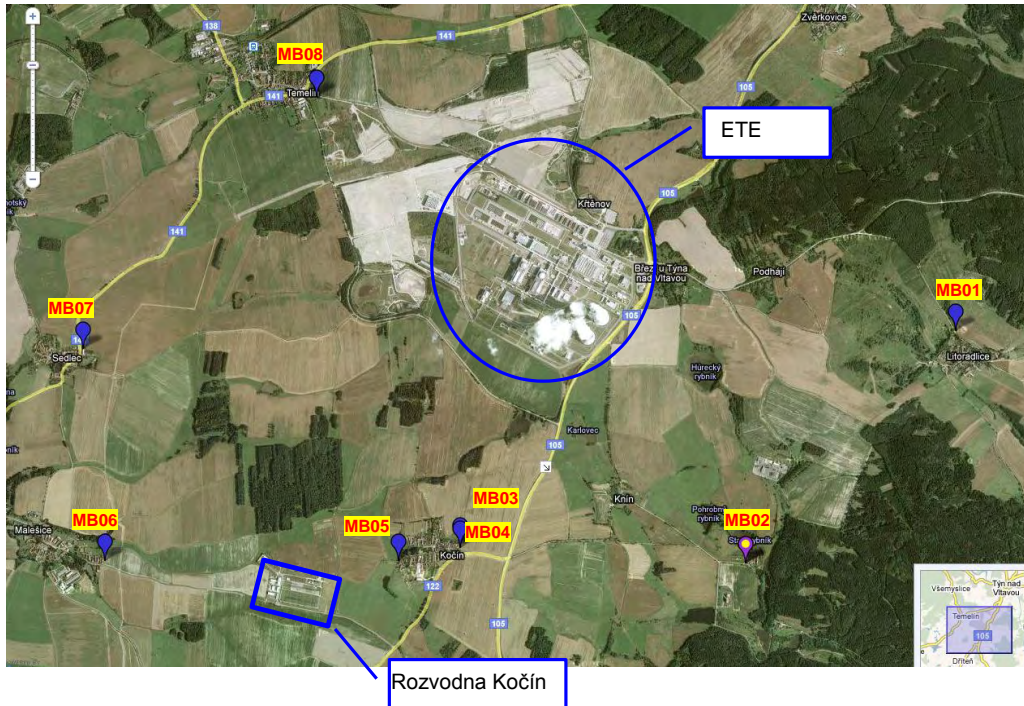 Zvěrkovice
138
141
MB08
Temelín
141
105
ETE
105
Křtěnov
141
Březí u Týna
nad Vltavou
Podhájí
MB01
MB07
105
Sedlec
Litoradlice
Hůrecký
rybník
Karlovec
105
MB03
Knín
MB06
MB05
MB04
Pohrobný
rybník
MB02
Malešice
Kočín
122
105
Týn nad
Vltavou
Všemyslice
Temelín
105
Dříteň
Rozvodna Kočín